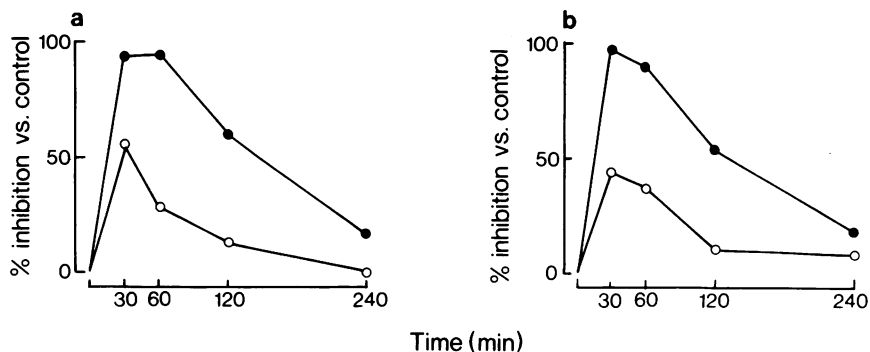 a
% inhibition vs. control
100
50
0
30 60 120 240
b
% inhibition vs. control
100
50
0
30 60 120 240
Time (min)